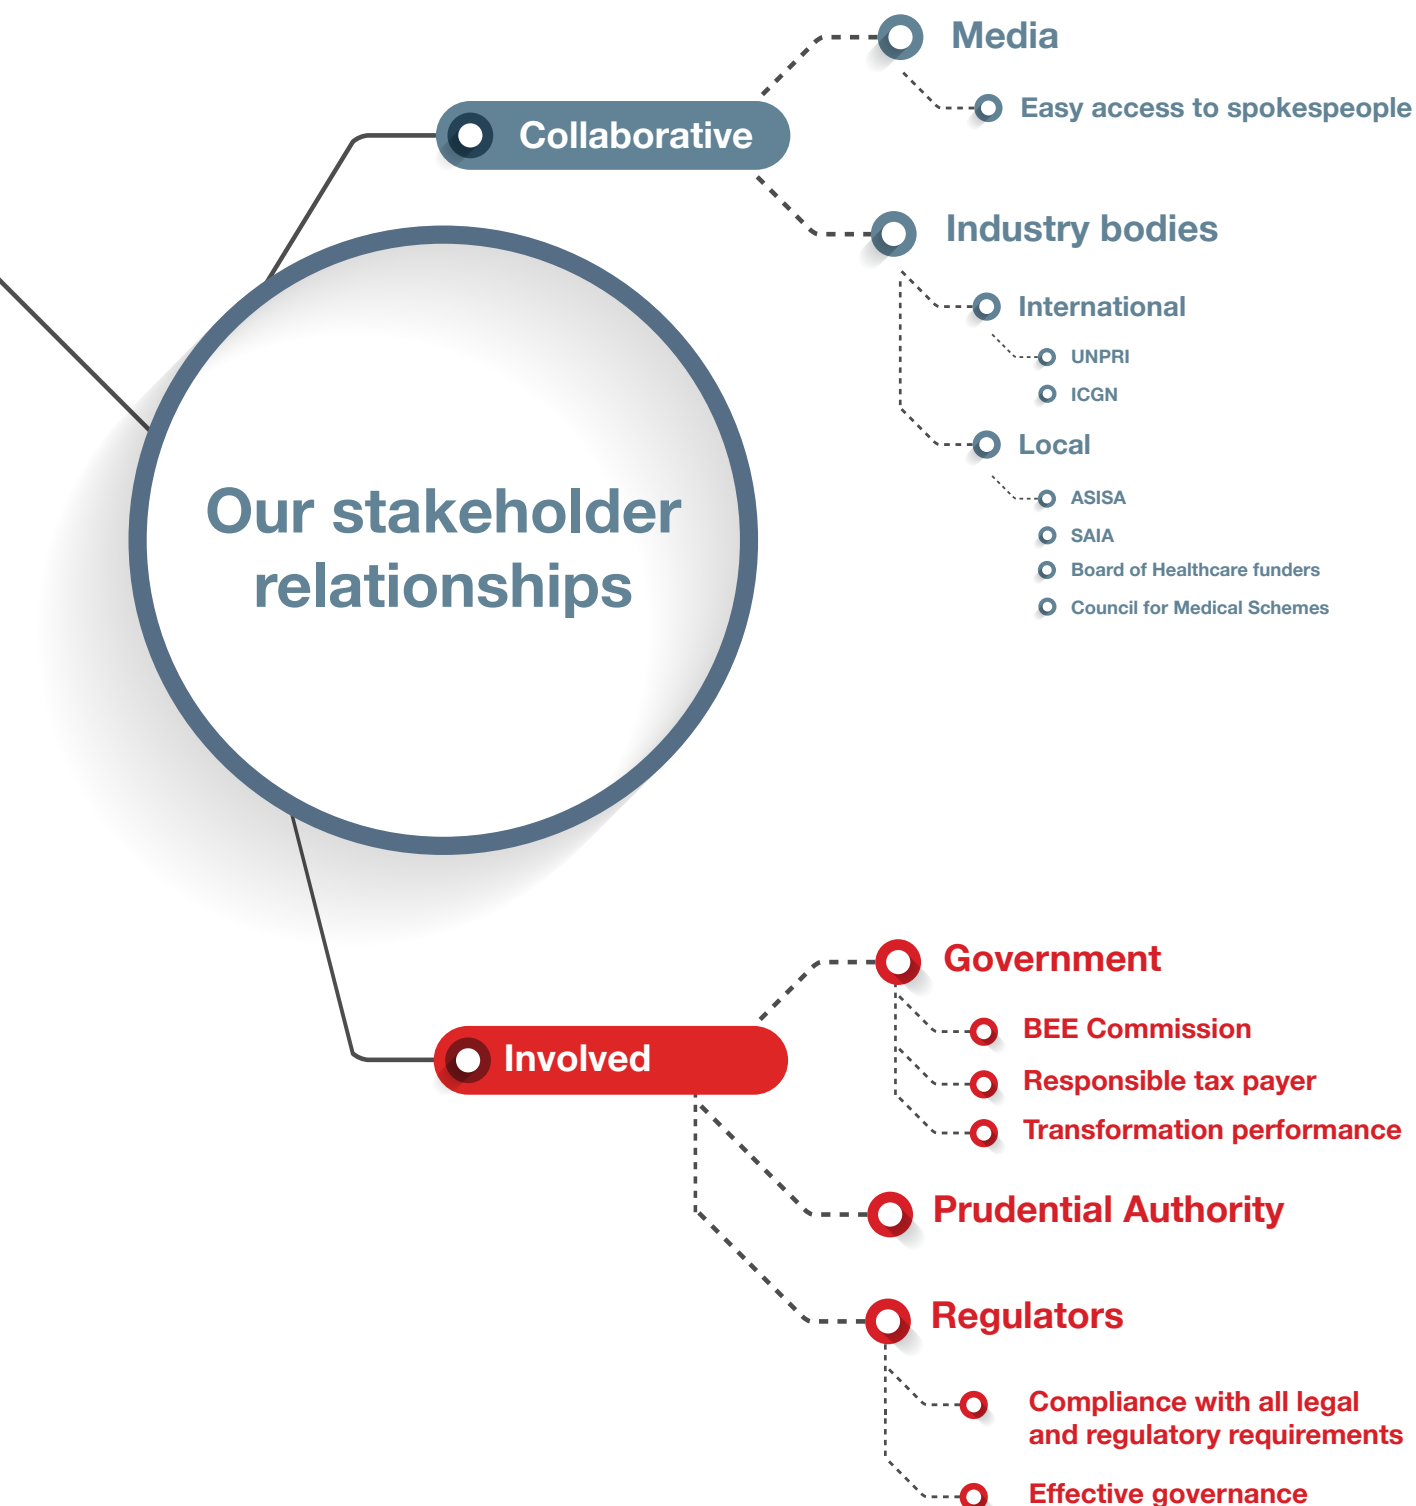 Media
Easy access to spokespeople
Collaborative
Industry bodies
International
UNPRI
ICGN
Local
ASISA
SAIA
Board of Healthcare funders
Council for Medical Schemes
Our stakeholder
relationships
Government
BEE Commission
Involved
Responsible tax payer
Transformation performance
Prudential Authority
Regulators
Compliance with all legal
and regulatory requirements
Effective governance